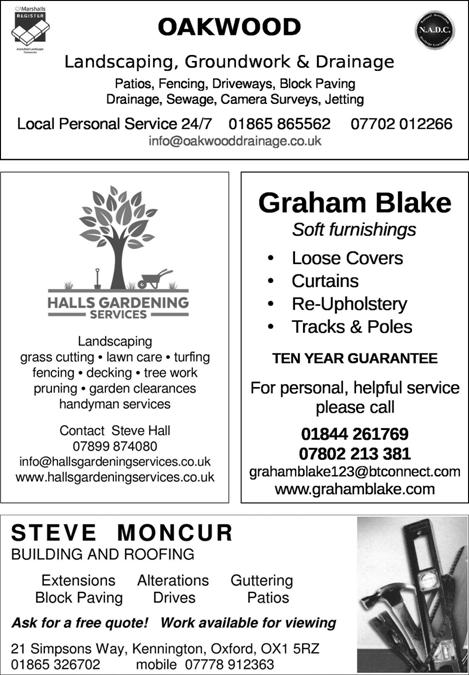 Marshalls
REGISTER
OAKWOOD
N.A.D.C.
Landscaping, Groundwork & Drainage
Patios, Fencing, Driveways, Block Paving
Drainage, Sewage, Camera Surveys, Jetting
Local Personal Service 24/7 01865 865562 07702 012266
info@oakwooddrainage.co.uk
HALLS GARDENING
SERVICES
Landscaping
grass cutting • lawn care • turfing
fencing • decking • tree work
pruning • garden clearances
handyman services
Contact Steve Hall
07899 874080
info@hallsgardeningservices.co.uk
www.hallsgardeningservices.co.uk
Graham Blake
Soft furnishings
• Loose Covers
• Curtains
• Re-Upholstery
• Tracks & Poles
TEN YEAR GUARANTEE
For personal, helpful service
please call
01844 261769
07802 213 381
grahamblake123@btconnect.com
www.grahamblake.com
STEVE MONCUR
BUILDING AND ROOFING
Extensions Alterations Guttering
Block Paving Drives Patios
Ask for a free quote! Work available for viewing
21 Simpsons Way, Kennington, Oxford, OX1 5RZ
01865 326702 mobile 07778 912363